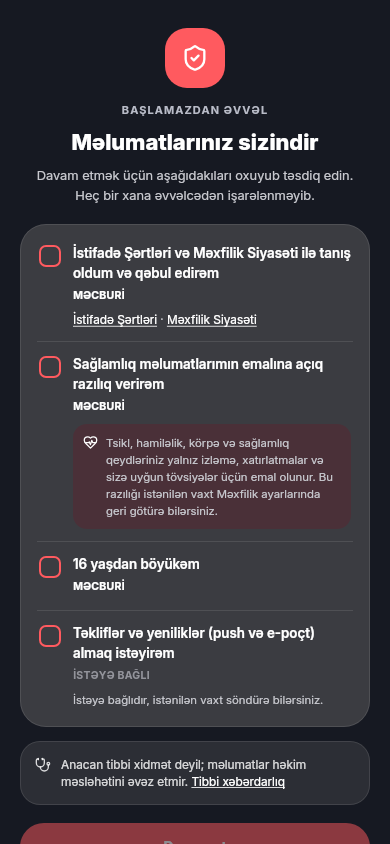 BAŞLAMAZDAN ƏVVƏL
Məlumatlarınız sizindir
Davam etmək üçün aşağıdakıları oxuyub təsdiq edin.
Heç bir xana əvvəlcədən işarələnməyib.
İstifadə Şərtləri və Məxfilik Siyasəti ilə tanış
oldum və qəbul edirəm
MƏCBURİ
İstifadə Şərtləri · Məxfilik Siyasəti
Sağlamlıq məlumatlarımın emalına açıq
razılıq verirəm
MƏCBURİ
Tsikl, hamiləlik, körpə və sağlamlıq
qeydləriniz yalnız izləmə, xatırlatmalar və
sizə uyğun tövsiyələr üçün emal olunur. Bu
razılığı istənilən vaxt Məxfilik ayarlarında
geri götürə bilərsiniz.
16 yaşdan böyükəm
MƏCBURİ
Təkliflər və yeniliklər (push və e-poçt)
almaq istəyirəm
İSTƏYƏ BAĞLI
İstəyə bağlıdır, istənilən vaxt söndürə bilərsiniz.
Anacan tibbi xidmət deyil; məlumatlar həkim
məsləhətini əvəz etmir. Tibbi xəbərdarlıq